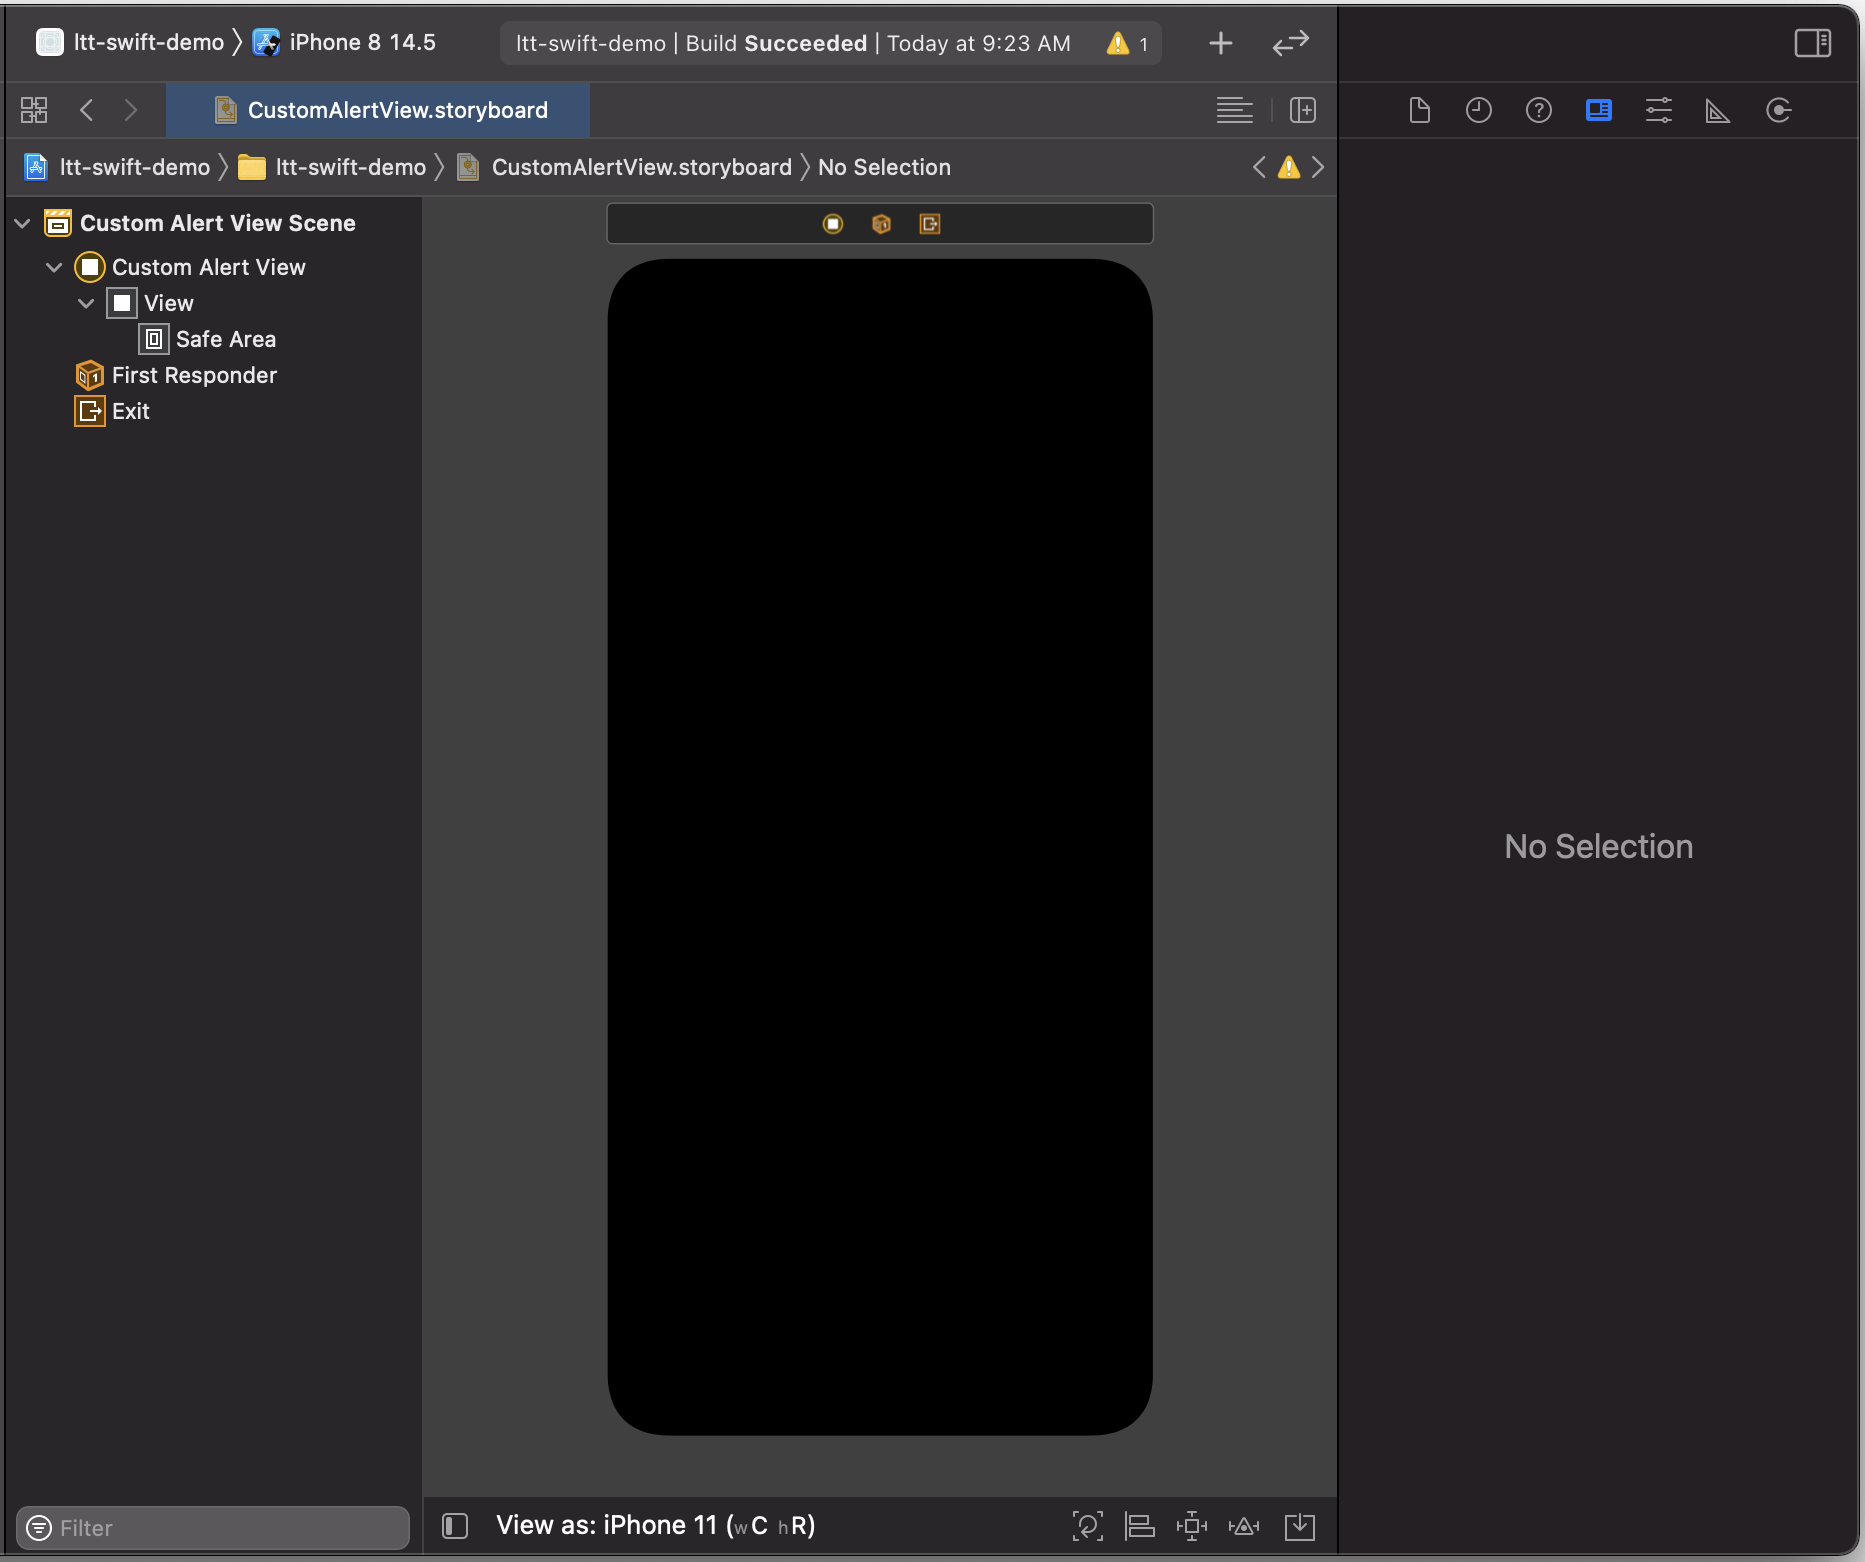 ltt-swift-demo 〉 iPhone 8 14.5
ltt-swift-demo | Build Succeeded | Today at 9:23 AM 1
CustomAlertView.storyboard
ltt-swift-demo 〉 ltt-swift-demo 〉 CustomAlertView.storyboard 〉 No Selection
Custom Alert View Scene
Custom Alert View
View
Safe Area
First Responder
Exit
No Selection
Filter
View as: iPhone 11 (wC hR)